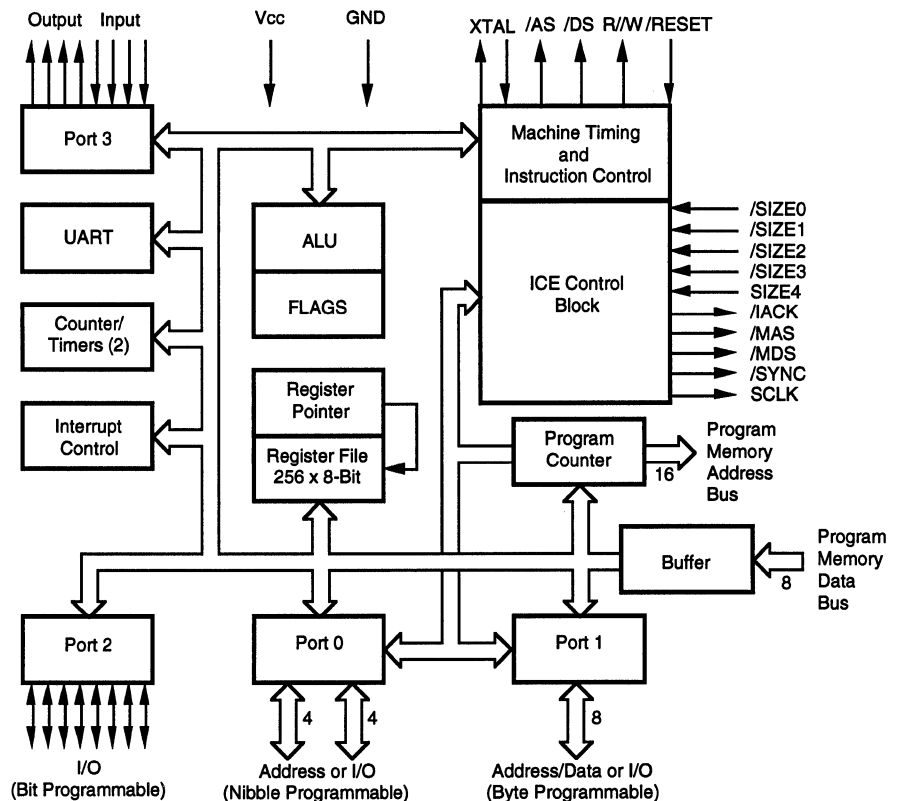 Output Input Vcc GND XTAL /AS /DS R//W /RESET
Port 3
Machine Timing
and
Instruction Control
UART
ALU
FLAGS
Counter/
Timers (2)
Interrupt
Control
Register
Pointer
Register File
256 x 8-Bit
ICE Control
Block
/SIZE0
/SIZE1
/SIZE2
/SIZE3
SIZE4
/IACK
/MAS
/MDS
/SYNC
SCLK
Program
Counter
16
Program
Memory
Address
Bus
Buffer
8
Program
Memory
Data
Bus
Port 2
Port 0
Port 1
4
4
8
I/O
(Bit Programmable)
Address or I/O
(Nibble Programmable)
Address/Data or I/O
(Byte Programmable)